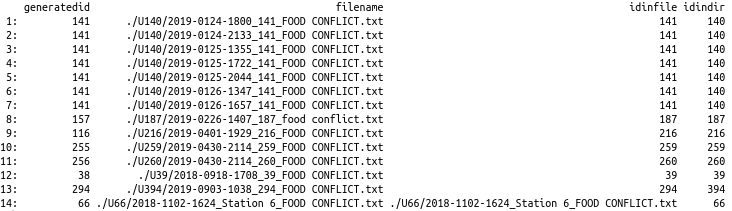 generatedid filename idinfile idindir
1: 141 ./U140/2019-0124-1800_141_FOOD CONFLICT.txt 141 140
2: 141 ./U140/2019-0124-2133_141_FOOD CONFLICT.txt 141 140
3: 141 ./U140/2019-0125-1355_141_FOOD CONFLICT.txt 141 140
4: 141 ./U140/2019-0125-1722_141_FOOD CONFLICT.txt 141 140
5: 141 ./U140/2019-0125-2044_141_FOOD CONFLICT.txt 141 140
6: 141 ./U140/2019-0126-1347_141_FOOD CONFLICT.txt 141 140
7: 141 ./U140/2019-0126-1657_141_FOOD CONFLICT.txt 141 140
8: 157 ./U187/2019-0226-1407_187_food conflict.txt 187 187
9: 116 ./U216/2019-0401-1929_216_FOOD CONFLICT.txt 216 216
10: 255 ./U259/2019-0430-2114_259_FOOD CONFLICT.txt 259 259
11: 256 ./U260/2019-0430-2114_260_FOOD CONFLICT.txt 260 260
12: 38 ./U39/2018-0918-1708_39_FOOD CONFLICT.txt 39 39
13: 294 ./U394/2019-0903-1038_294_FOOD CONFLICT.txt 294 394
14: 66 ./U66/2018-1102-1624_Station 6_FOOD CONFLICT.txt ./U66/2018-1102-1624_Station 6_FOOD CONFLICT.txt 66